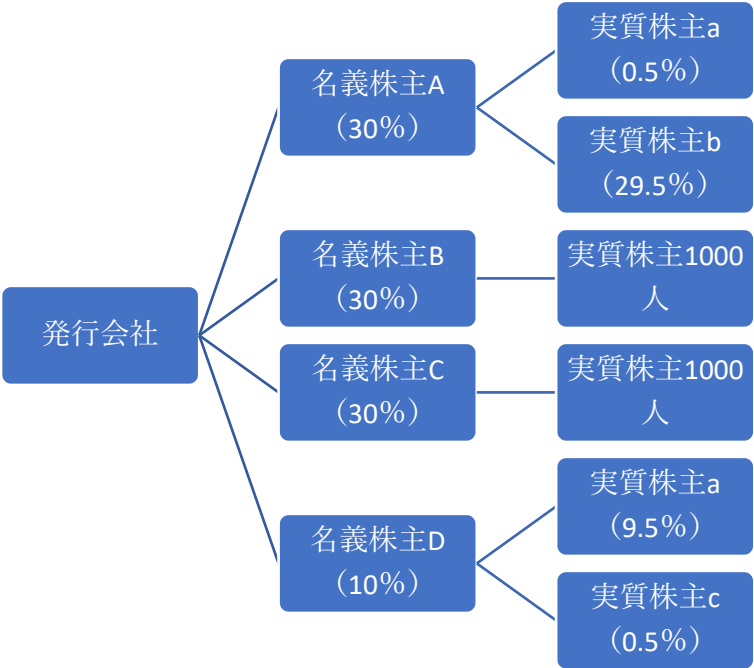 発行会社
名義株主A
（30％）
実質株主a
（0.5％）
実質株主b
（29.5％）
名義株主B
（30％）
実質株主1000
人
名義株主C
（30％）
実質株主1000
人
名義株主D
（10％）
実質株主a
（9.5％）
実質株主c
（0.5％）